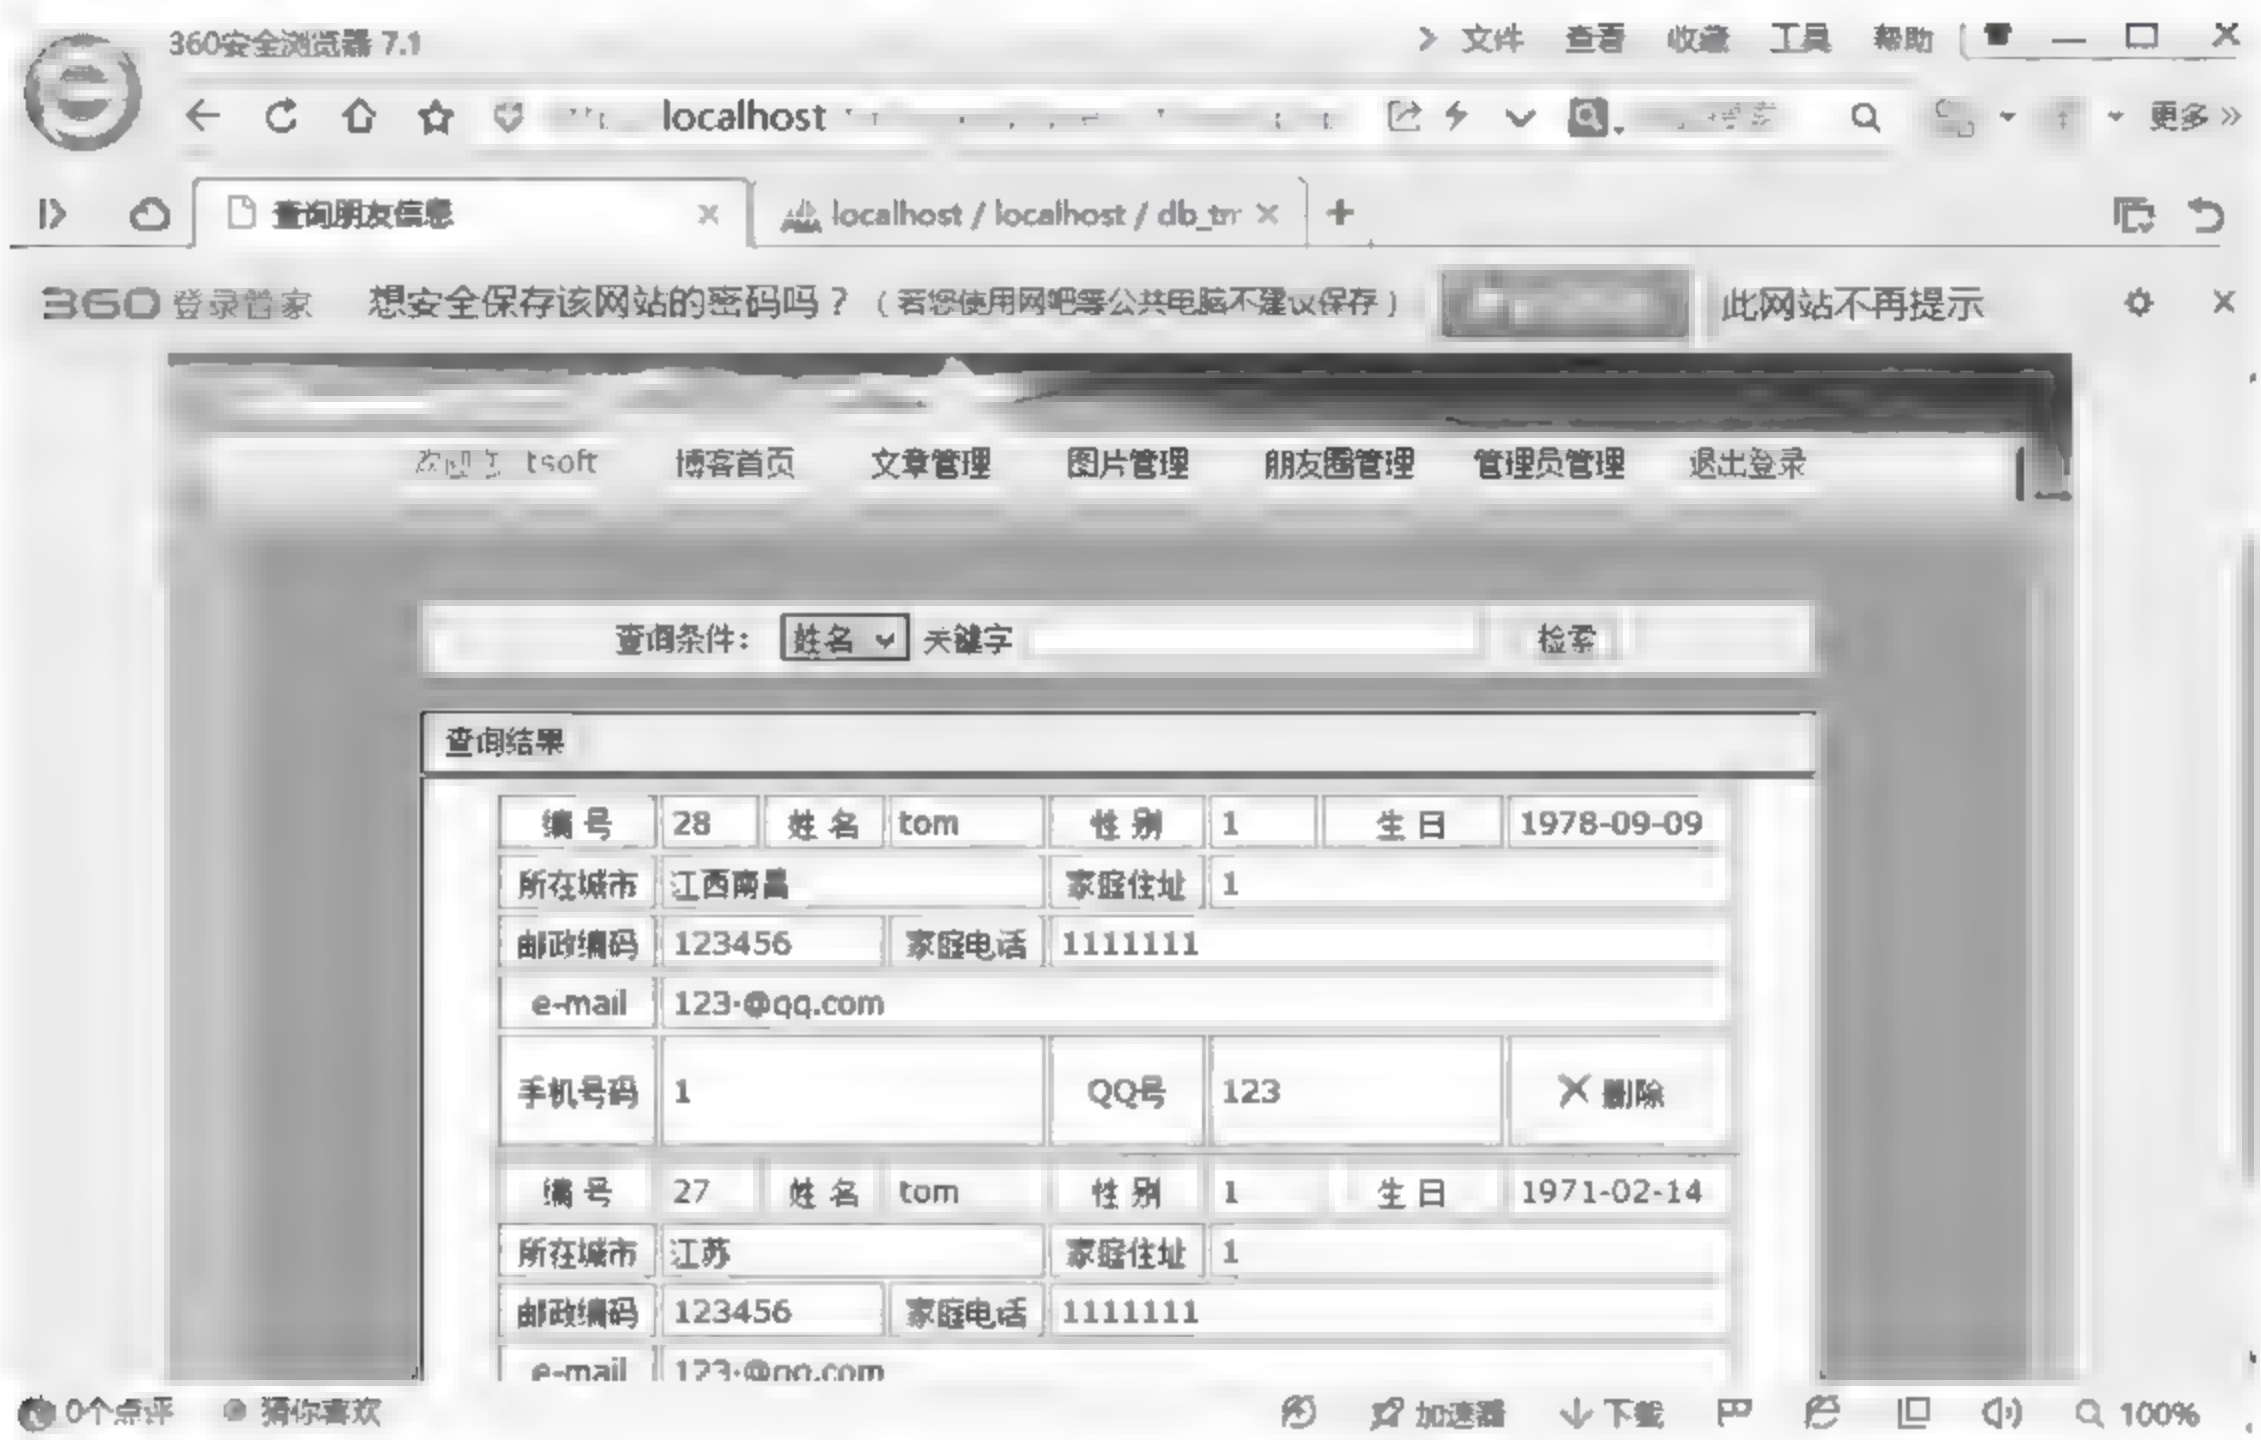 360安全浏览器 7.1 文件 查看 收藏 工具 帮助
localhost 更多 »
查询朋友信息 localhost / localhost / db_tm
360 登录管家 想安全保存该网站的密码吗？（若您使用网吧等公共电脑不建议保存） 此网站不再提示
tsoft 博客首页 文章管理 图片管理 朋友圈管理 管理员管理 退出登录
查询条件： 姓名 关键字 检索
查询结果
编 号 28 姓 名 tom 性 别 1 生 日 1978-09-09
所在城市 江西南昌 家庭住址 1
邮政编码 123456 家庭电话 1111111
e-mail 123·@qq.com
手机号码 1 QQ号 123 删除
编 号 27 姓 名 tom 性 别 1 生 日 1971-02-14
所在城市 江苏 家庭住址 1
邮政编码 123456 家庭电话 1111111
e-mail 123·@qq.com
0个点评 猜你喜欢 加速器 下载 100%